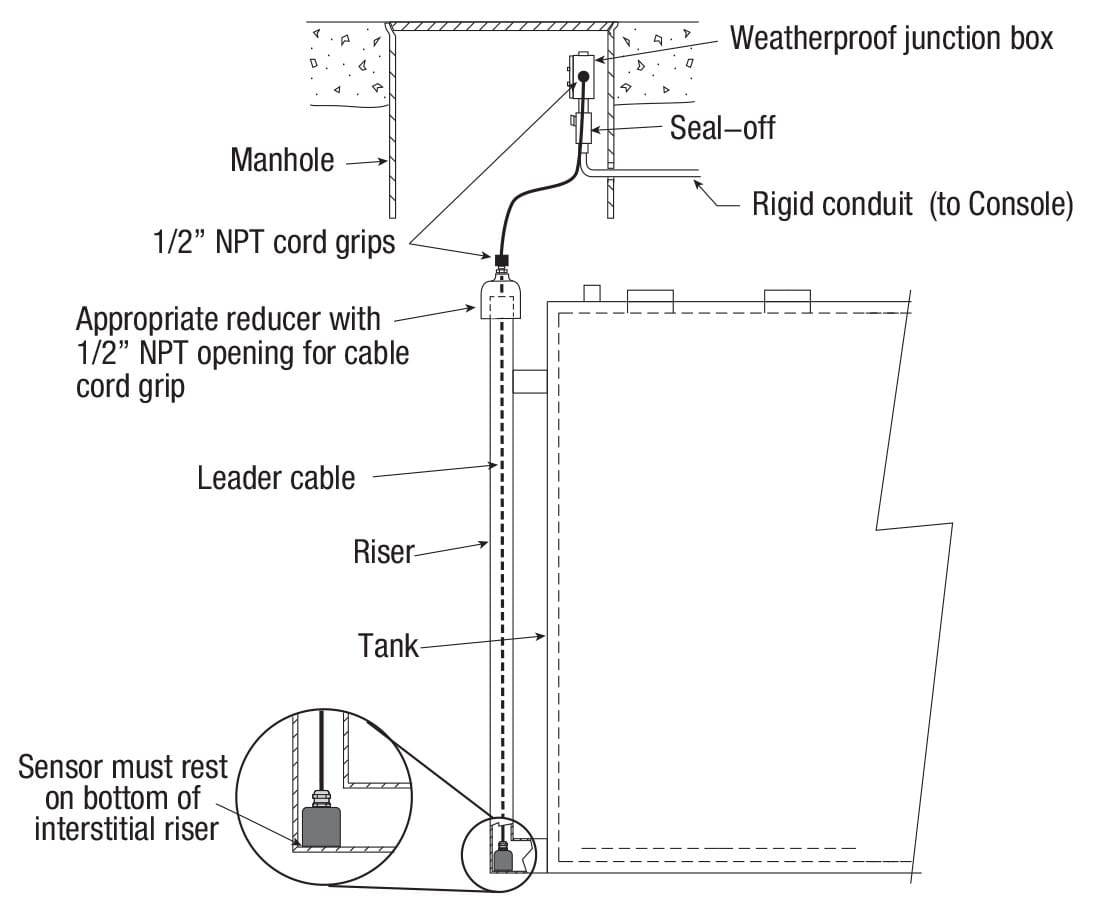 Weatherproof junction box
Seal–off
Manhole
Rigid conduit (to Console)
1/2” NPT cord grips
Appropriate reducer with
1/2” NPT opening for cable
cord grip
Leader cable
Riser
Tank
Sensor must rest
on bottom of
interstitial riser